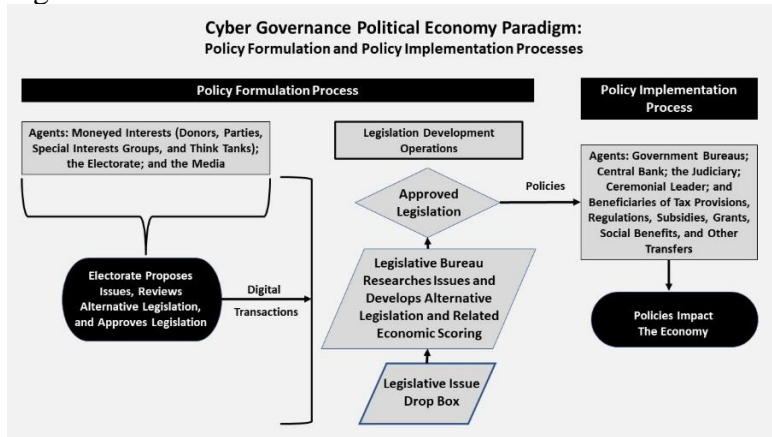 Cyber Governance Political Economy Paradigm:
Policy Formulation and Policy Implementation Processes
Policy Formulation Process
Agents: Moneyed Interests (Donors, Parties,
Special Interests Groups, and Think Tanks);
the Electorate; and the Media
Electorate Proposes
Issues, Reviews
Alternative Legislation,
and Approves Legislation
Digital
Transactions
Legislation Development
Operations
Approved
Legislation
Legislative Bureau
Researches Issues and
Develops Alternative
Legislation and Related
Economic Scoring
Legislative Issue
Drop Box
Policies
Policy Implementation
Process
Agents: Government Bureaus;
Central Bank; the Judiciary;
Ceremonial Leader; and
Beneficiaries of Tax Provisions,
Regulations, Subsidies, Grants,
Social Benefits, and Other
Transfers
Policies Impact
The Economy